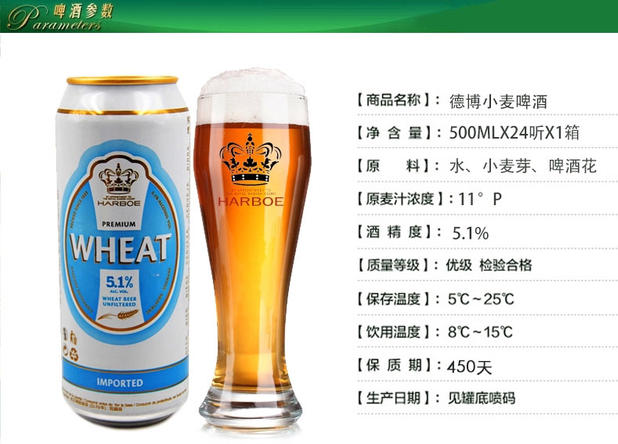 啤酒参数
Parameters
HARBOE
PREMIUM
WHEAT
5.1%
ALC. VOL.
WHEAT BEER
UNFILTERED
IMPORTED
HARBOE
【商品名称】：德博小麦啤酒
【净含量】：500MLX24听X1箱
【原 料】：水、小麦芽、啤酒花
【原麦汁浓度】：11°P
【酒精度】：5.1%
【质量等级】：优级 检验合格
【保存温度】：5℃~25℃
【饮用温度】：8℃~15℃
【保质期】：450天
【生产日期】：见罐底喷码